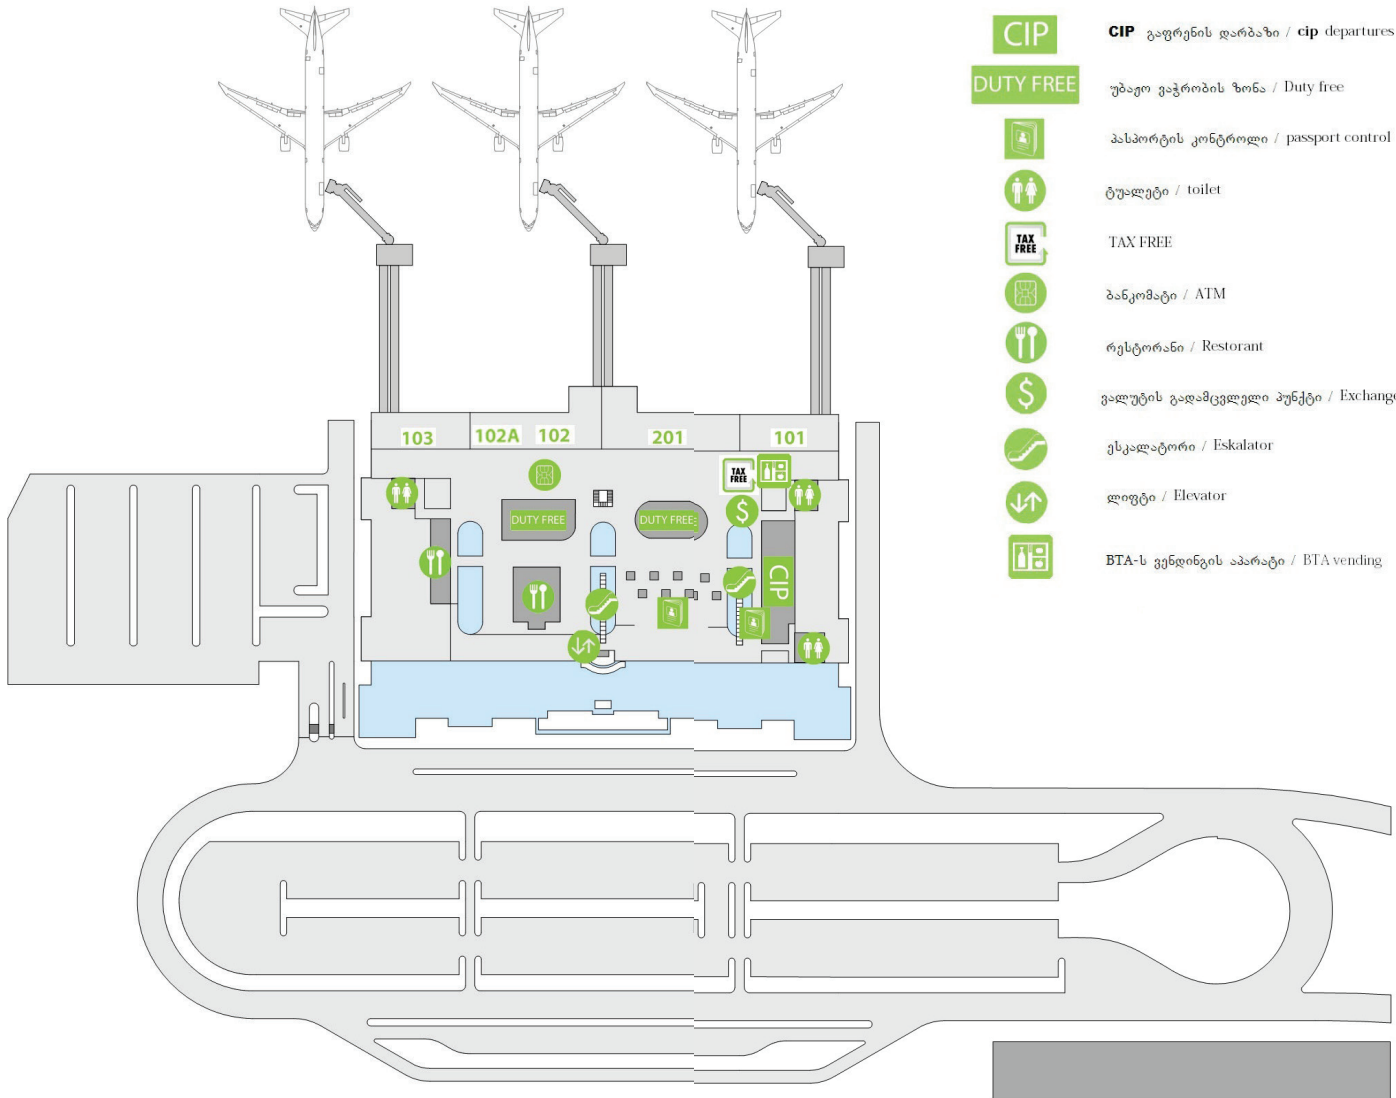 CIP
CIP გაფრენის დარბაზი / cip departures
DUTY FREE
უბაჟო ვაჭრობის ზონა / Duty free
პასპორტის კონტროლი / passport control
ტუალეტი / toilet
TAX
FREE
TAX FREE
ბანკომატი / ATM
რესტორანი / Restorant
$
ვალუტის გადამცვლელი პუნქტი / Exchange
ესკალატორი / Eskalator
ლიფტი / Elevator
BTA-ს ვენდინგის აპარატი / BTA vending
103
102A
102
201
101
TAX
FREE
$
DUTY FREE
DUTY FREE
CIP